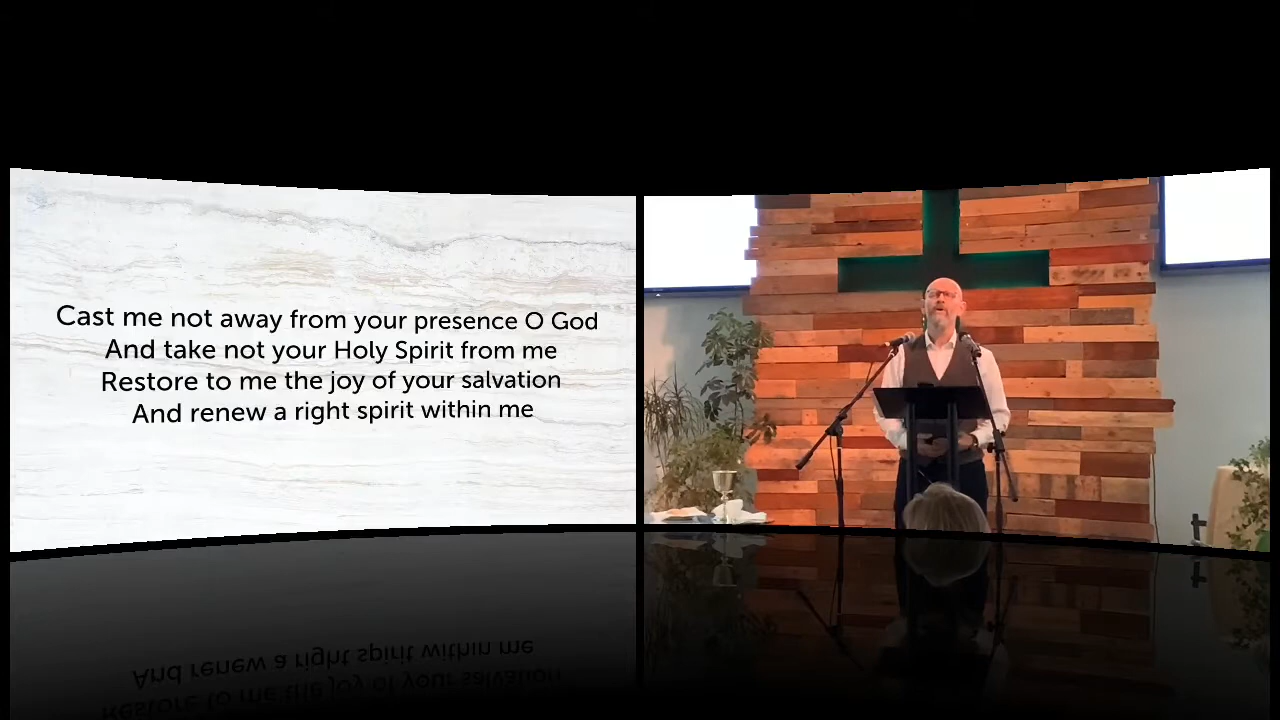 Cast me not away from your presence O God
And take not your Holy Spirit from me
Restore to me the joy of your salvation
And renew a right spirit within me